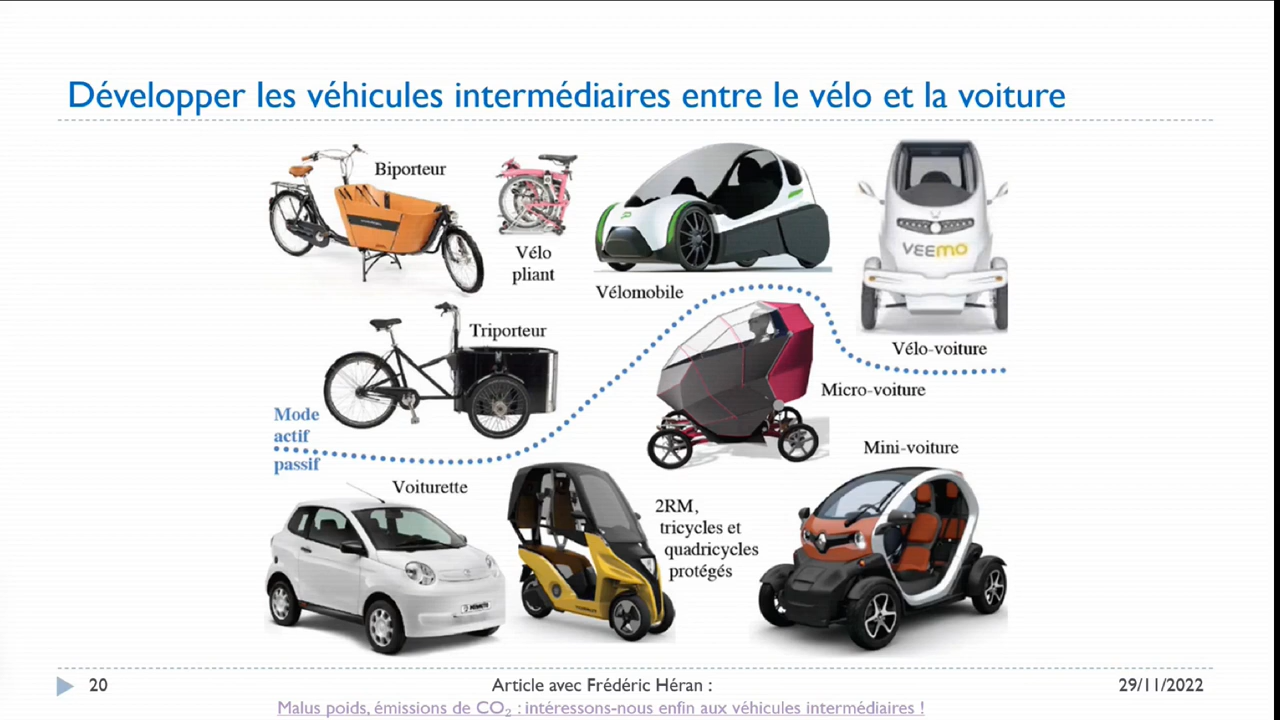 Développer les véhicules intermédiaires entre le vélo et la voiture
Biporteur
Vélo
pliant
Vélomobile
VEEMO
Vélo-voiture
Triporteur
Micro-voiture
Mode
actif
passif
Mini-voiture
Voiturette
2RM,
tricycles et
quadricycles
protégés
20
Article avec Frédéric Héran :
29/11/2022
Malus poids, émissions de CO₂ : intéressons-nous enfin aux véhicules intermédiaires !